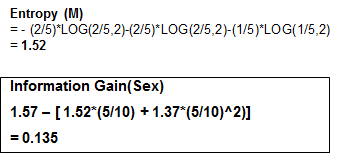 Entropy (M)
= - (2/5)*LOG(2/5,2)-(2/5)*LOG(2/5,2)-(1/5)*LOG(1/5,2)
= 1.52
Information Gain(Sex)
1.57 – [ 1.52*(5/10) + 1.37*(5/10)^2)]
= 0.135